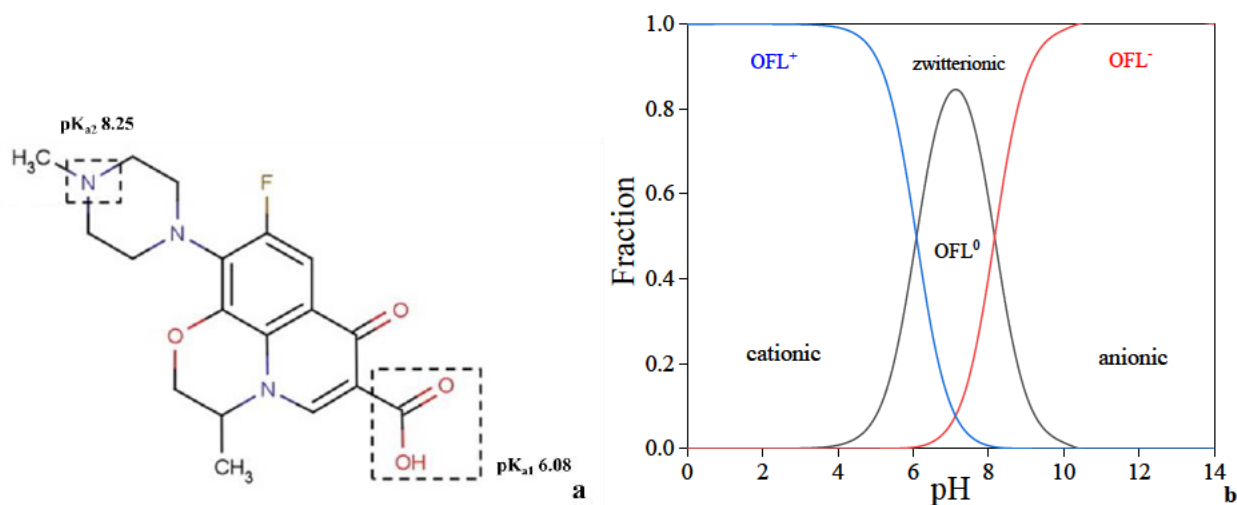 pKa2 8.25
H3C
N
F
N
O
O
N
O
OH
CH3
pKa1 6.08
a
1.0
0.8
0.6
0.4
0.2
0.0
Fraction
OFL+
zwitterionic
OFL-
OFL0
cationic
anionic
0 2 4 6 8 10 12 14
pH
b